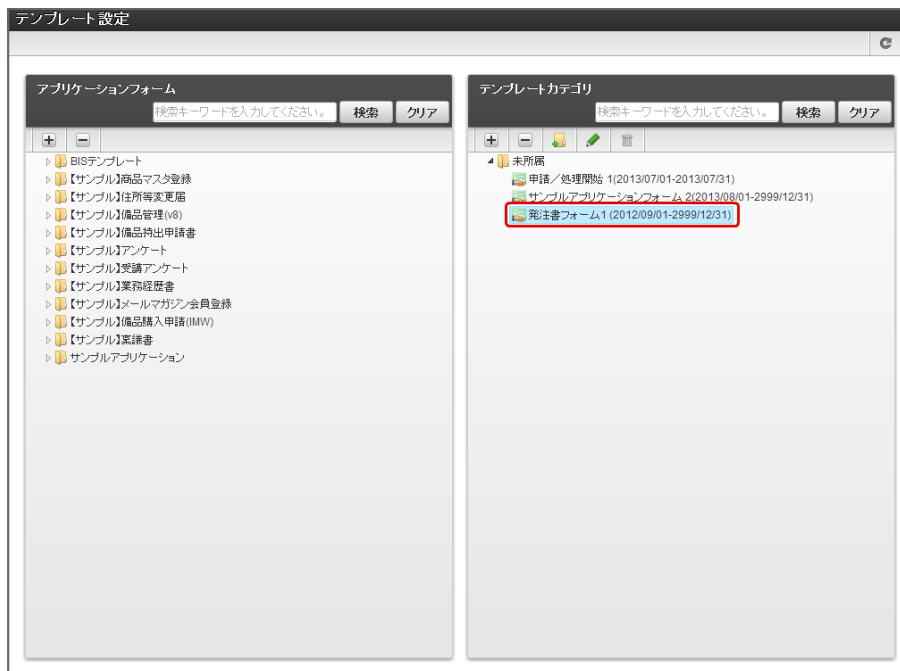 テンプレート設定
アプリケーションフォーム
検索キーワードを入力してください。 検索 クリア
BISテンプレート
【サンプル】商品マスタ登録
【サンプル】住所等変更届
【サンプル】備品管理(v8)
【サンプル】備品持出申請書
【サンプル】アンケート
【サンプル】受講アンケート
【サンプル】業務経歴書
【サンプル】メールマガジン会員登録
【サンプル】備品購入申請(IMW)
【サンプル】稟議書
サンプルアプリケーション
テンプレートカテゴリ
検索キーワードを入力してください。 検索 クリア
未所属
申請／処理開始 1(2013/07/01-2013/07/31)
サンプルアプリケーションフォーム 2(2013/08/01-2999/12/31)
発注書フォーム1 (2012/09/01-2999/12/31)